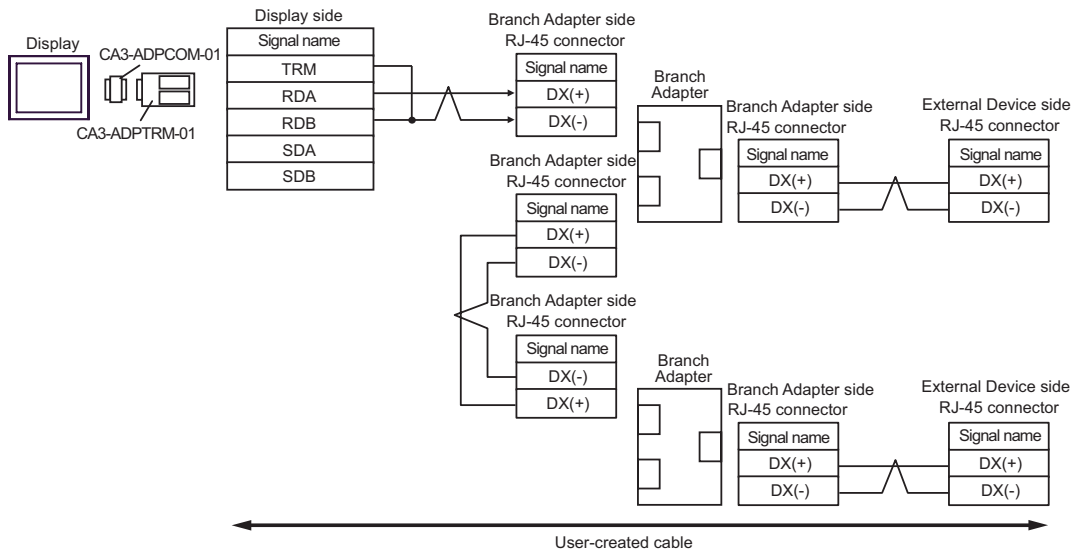 Display
CA3-ADPCOM-01
CA3-ADPTRM-01
Display side
Signal name
TRM
RDA
RDB
SDA
SDB
Branch Adapter side
RJ-45 connector
Signal name
DX(+)
DX(-)
Branch
Adapter
Branch Adapter side
RJ-45 connector
Signal name
DX(+)
DX(-)
External Device side
RJ-45 connector
Signal name
DX(+)
DX(-)
Branch Adapter side
RJ-45 connector
Signal name
DX(+)
DX(-)
Branch Adapter side
RJ-45 connector
Signal name
DX(-)
DX(+)
Branch
Adapter
Branch Adapter side
RJ-45 connector
Signal name
DX(+)
DX(-)
External Device side
RJ-45 connector
Signal name
DX(+)
DX(-)
User-created cable